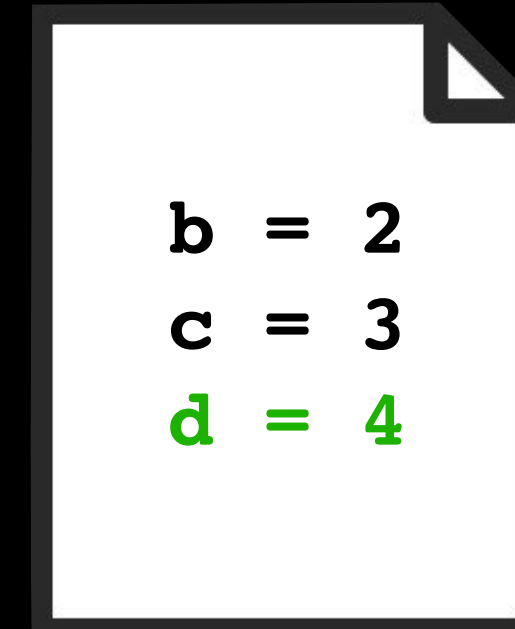 b = 2
c = 3
d = 4